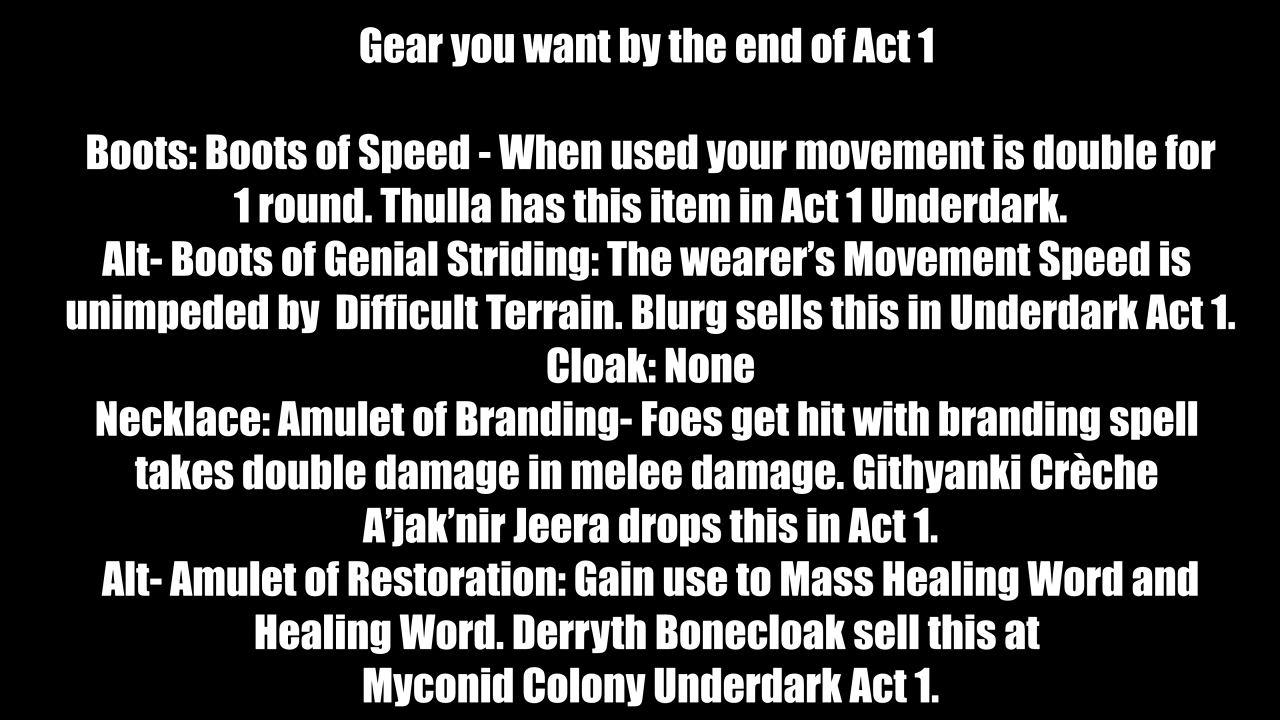 Gear you want by the end of Act 1
Boots: Boots of Speed - When used your movement is double for
1 round. Thulla has this item in Act 1 Underdark.
Alt- Boots of Genial Striding: The wearer’s Movement Speed is
unimpeded by  Difficult Terrain. Blurg sells this in Underdark Act 1.
Cloak: None
Necklace: Amulet of Branding- Foes get hit with branding spell
takes double damage in melee damage. Githyanki Crèche
A’jak’nir Jeera drops this in Act 1.
Alt- Amulet of Restoration: Gain use to Mass Healing Word and
Healing Word. Derryth Bonecloak sell this at
Myconid Colony Underdark Act 1.